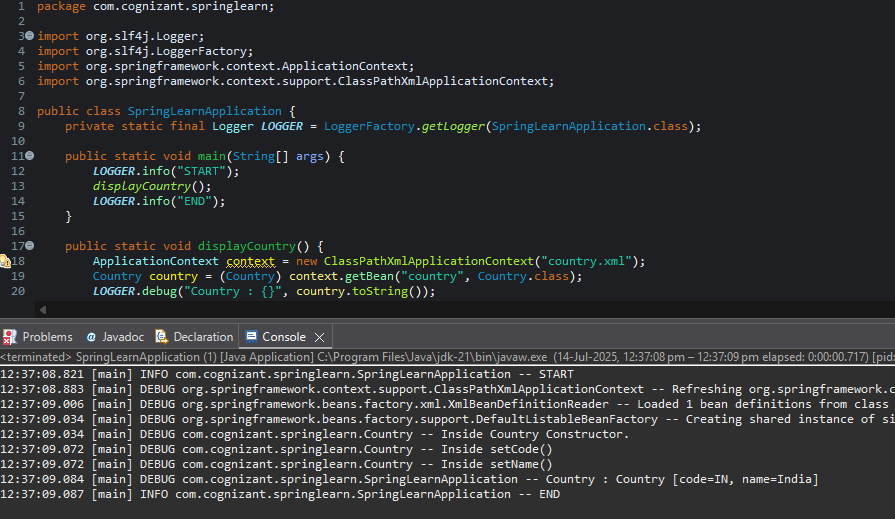 1 package com.cognizant.springlearn;
2
3 import org.slf4j.Logger;
4 import org.slf4j.LoggerFactory;
5 import org.springframework.context.ApplicationContext;
6 import org.springframework.context.support.ClassPathXmlApplicationContext;
7
8 public class SpringLearnApplication {
9     private static final Logger LOGGER = LoggerFactory.getLogger(SpringLearnApplication.class);
10
11     public static void main(String[] args) {
12         LOGGER.info("START");
13         displayCountry();
14         LOGGER.info("END");
15     }
16
17     public static void displayCountry() {
18         ApplicationContext context = new ClassPathXmlApplicationContext("country.xml");
19         Country country = (Country) context.getBean("country", Country.class);
20         LOGGER.debug("Country : {}", country.toString());
Problems @ Javadoc Declaration Console
<terminated> SpringLearnApplication (1) [Java Application] C:\Program Files\Java\jdk-21\bin\javaw.exe (14-Jul-2025, 12:37:08 pm – 12:37:09 pm elapsed: 0:00:00.717) [pid:
12:37:08.821 [main] INFO com.cognizant.springlearn.SpringLearnApplication -- START
12:37:08.883 [main] DEBUG org.springframework.context.support.ClassPathXmlApplicationContext -- Refreshing org.springframework.c
12:37:09.006 [main] DEBUG org.springframework.beans.factory.xml.XmlBeanDefinitionReader -- Loaded 1 bean definitions from class
12:37:09.034 [main] DEBUG org.springframework.beans.factory.support.DefaultListableBeanFactory -- Creating shared instance of si
12:37:09.034 [main] DEBUG com.cognizant.springlearn.Country -- Inside Country Constructor.
12:37:09.072 [main] DEBUG com.cognizant.springlearn.Country -- Inside setCode()
12:37:09.072 [main] DEBUG com.cognizant.springlearn.Country -- Inside setName()
12:37:09.084 [main] DEBUG com.cognizant.springlearn.SpringLearnApplication -- Country : Country [code=IN, name=India]
12:37:09.087 [main] INFO com.cognizant.springlearn.SpringLearnApplication -- END